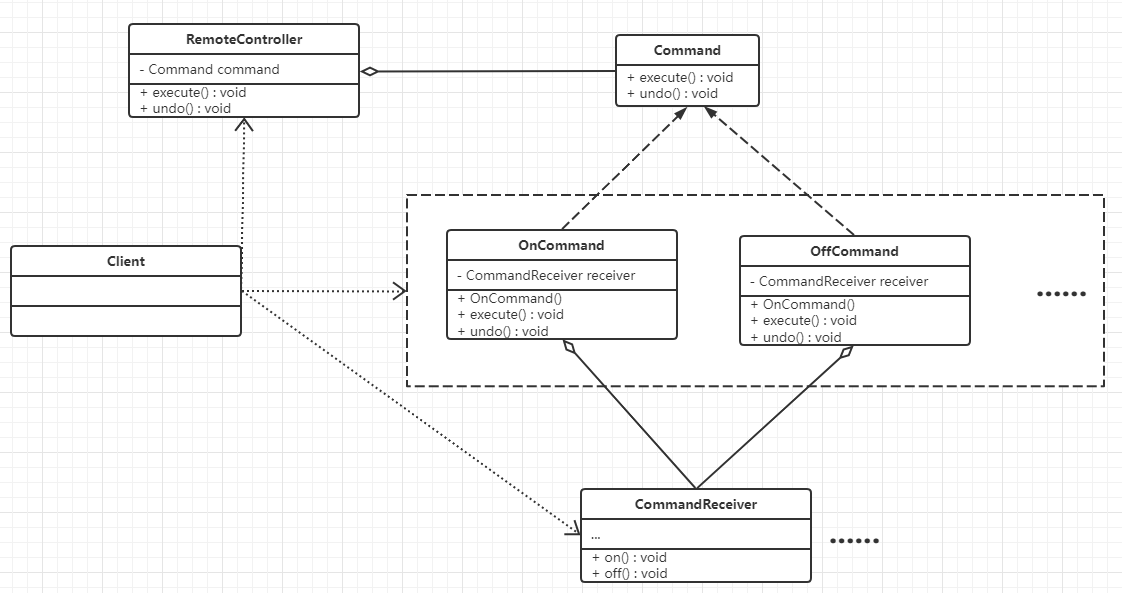 RemoteController
- Command command
+ execute() : void
+ undo() : void
Command
+ execute() : void
+ undo() : void
Client
OnCommand
- CommandReceiver receiver
+ OnCommand()
+ execute() : void
+ undo() : void
OffCommand
- CommandReceiver receiver
+ OnCommand()
+ execute() : void
+ undo() : void
......
CommandReceiver
...
+ on() : void
+ off() : void
......